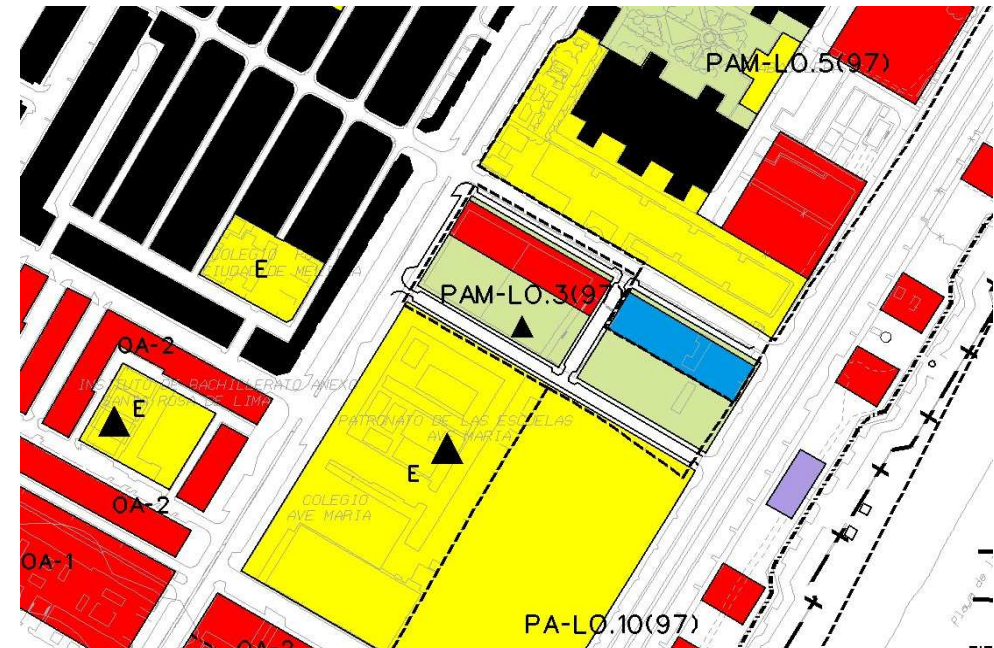 PAM-LO.5(97)
COLEGIO
CIUDAD DE
E
PAM-LO.3(97)
OA-2
INSTITUTO DE BACHILLERATO ANEXO
SANTA ROSA DE LIMA
E
PATRONATO DE LAS ESCUELAS
AVE MARIA
E
COLEGIO
AVE MARIA
OA-2
OA-1
PA-LO.10(97)
OA-2
Playa de